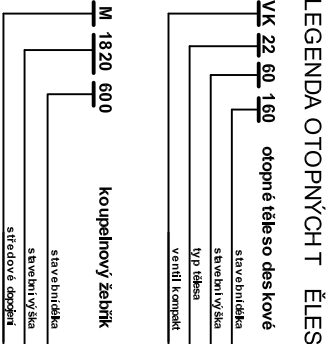 LEGENDA OTOPNÝCH T ĚLES
VK 22 60 160 otopné těleso deskové
stavební délka
stavební výška
typ tělesa
ventil kompakt
M 1820 600 koupelnový žebřík
stavební délka
stavební výška
středové dopojení